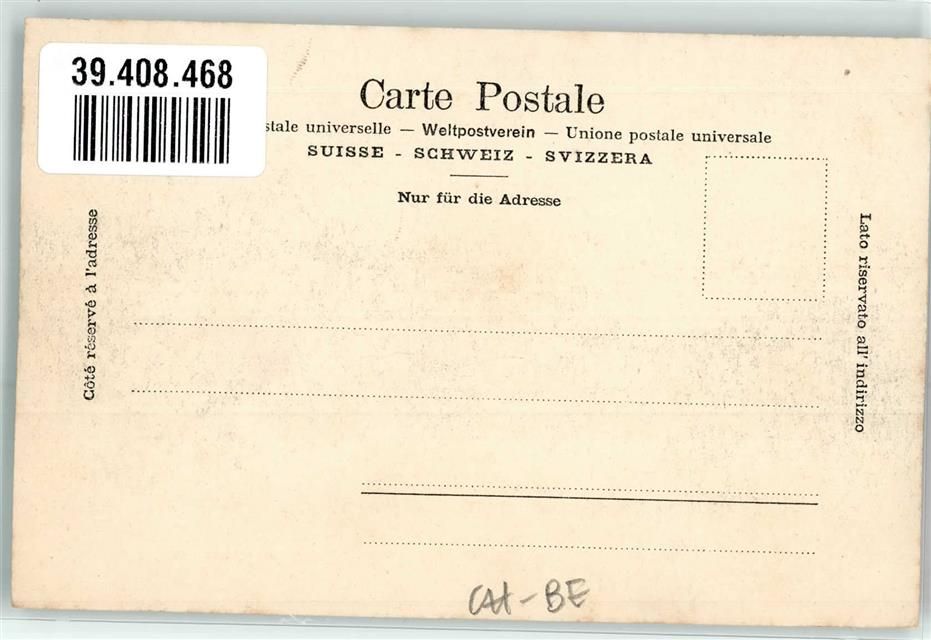 39.408.468
Carte Postale
stale universelle — Weltpostverein — Unione postale universale
SUISSE - SCHWEIZ - SVIZZERA
Nur für die Adresse
Côté réservé à l'adresse
Lato riservato all' indirizzo
BE